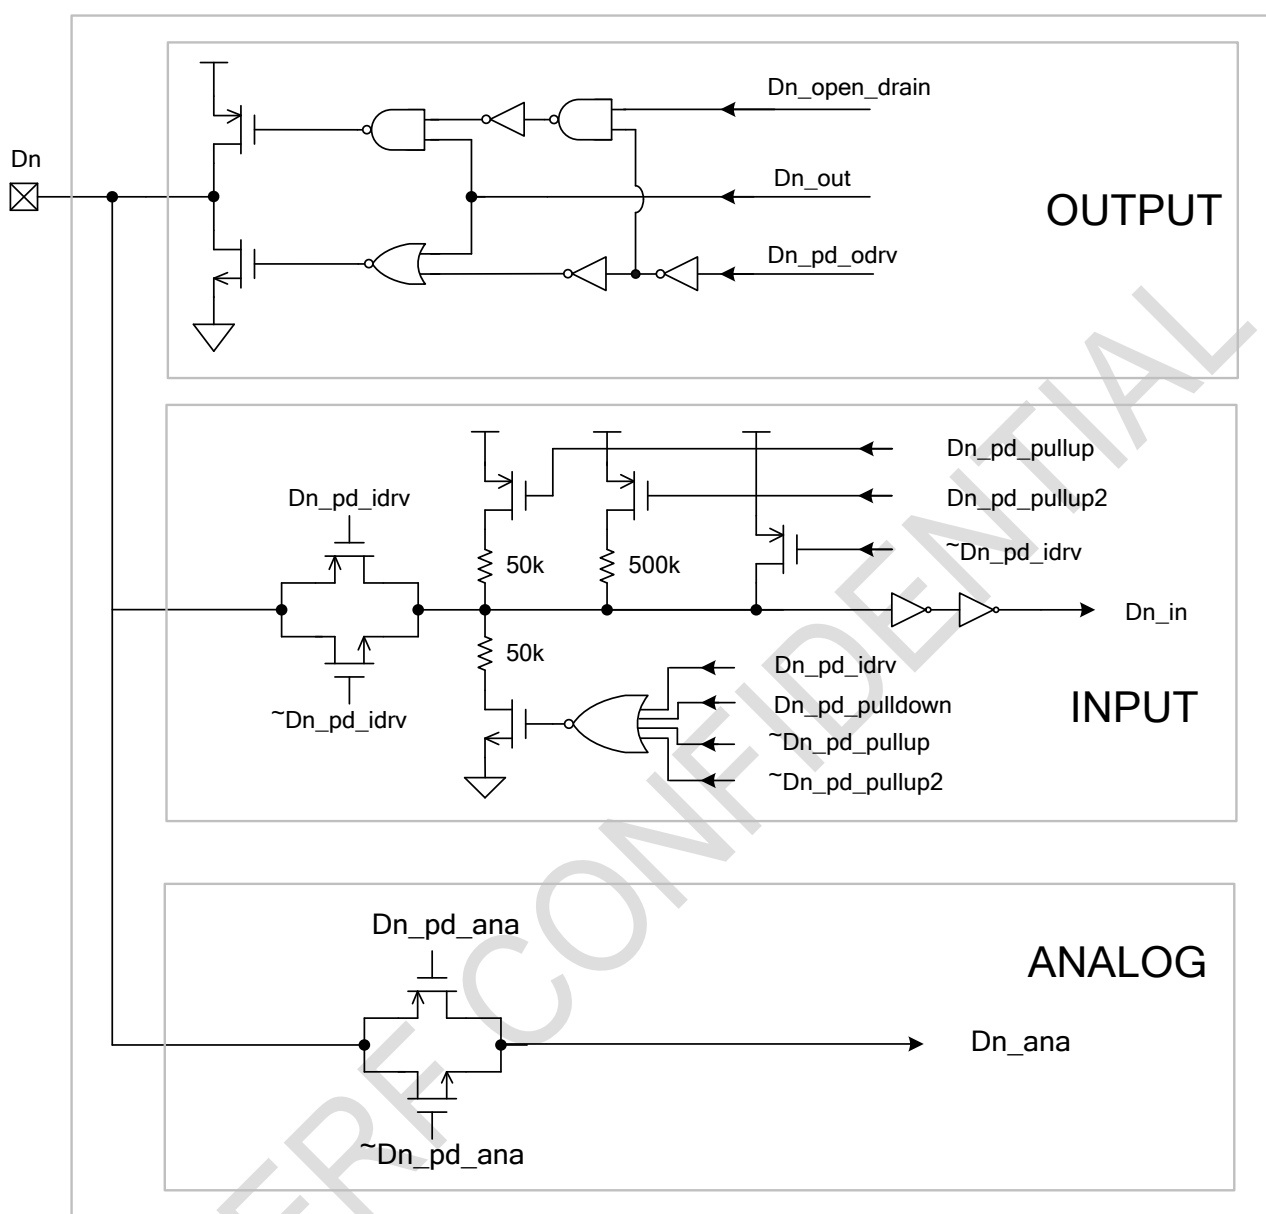 Dn
Dn_open_drain
Dn_out
Dn_pd_odrv
OUTPUT
Dn_pd_pullup
Dn_pd_pullup2
~Dn_pd_idrv
Dn_pd_idrv
50k
500k
Dn_in
50k
Dn_pd_idrv
Dn_pd_pulldown
~Dn_pd_pullup
~Dn_pd_pullup2
~Dn_pd_idrv
INPUT
Dn_pd_ana
ANALOG
Dn_ana
~Dn_pd_ana
ERF CONFIDENTIAL